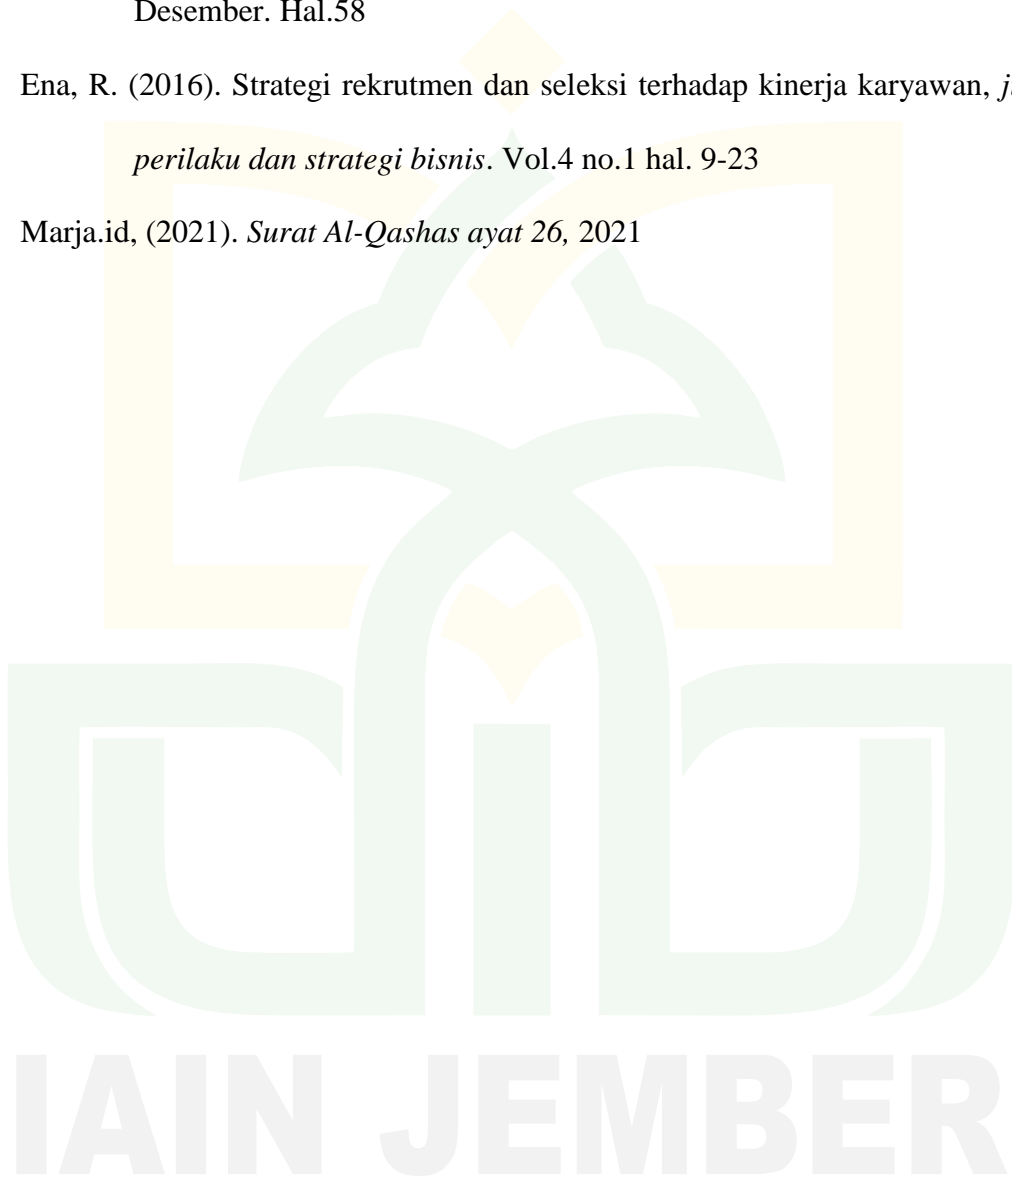 Desember. Hal.58
Ena, R. (2016). Strategi rekrutmen dan seleksi terhadap kinerja karyawan,
perilaku dan strategi bisnis. Vol.4 no.1 hal. 9-23
Marja.id, (2021). Surat Al-Qashas ayat 26, 2021
IAIN JEMBER